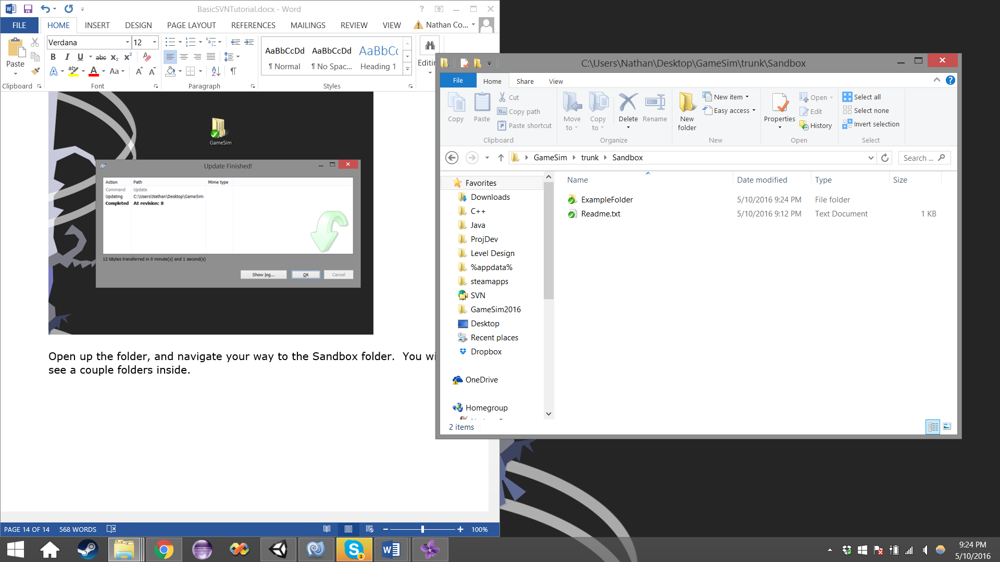 BasicSVNTutorial.docx - Word
FILE
HOME
INSERT
DESIGN
PAGE LAYOUT
REFERENCES
MAILINGS
REVIEW
VIEW
Nathan Co...
Paste
Verdana
12
AaBbCcDd
AaBbCcDd
AaBbCc
¶ Normal
¶ No Spac...
Heading 1
Clipboard
Font
Paragraph
Styles
GameSim
Update Finished!
Action
Path
Mime type
Command
Update
Updating
C:\Users\Nathan\Desktop\GameSim
Completed
At revision: 8
12 kBytes transferred in 0 minute(s) and 1 second(s)
Show log...
OK
Cancel
Open up the folder, and navigate your way to the Sandbox folder. You
see a couple folders inside.
PAGE 14 OF 14
568 WORDS
100%
C:\Users\Nathan\Desktop\GameSim\trunk\Sandbox
File
Home
Share
View
Copy
Paste
Cut
Copy path
Paste shortcut
Move to
Copy to
Delete
Rename
New folder
New item
Easy access
Properties
Open
Edit
History
Select all
Select none
Invert selection
Clipboard
Organize
New
Open
Select
GameSim
trunk
Sandbox
Search ...
Name
Date modified
Type
Size
ExampleFolder
5/10/2016 9:24 PM
File folder
Readme.txt
5/10/2016 9:12 PM
Text Document
1 KB
Favorites
Downloads
C++
Java
ProjDev
Level Design
%appdata%
steamapps
SVN
GameSim2016
Desktop
Recent places
Dropbox
OneDrive
Homegroup
2 items
1
9:24 PM
5/10/2016